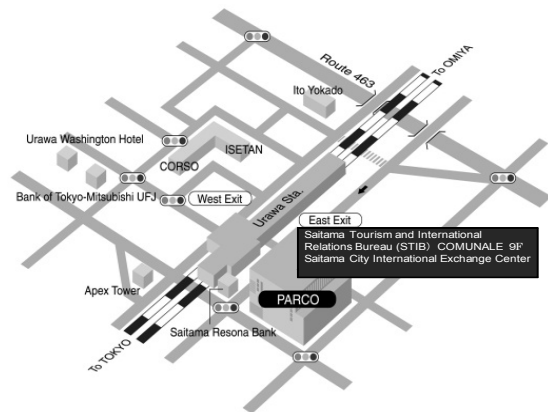 Route 463
To OMIYA
Ito Yokado
Urawa Washington Hotel
ISETAN
CORSO
Bank of Tokyo-Mitsubishi UFJ
West Exit
Urawa Sta.
East Exit
Saitama Tourism and International
Relations Bureau (STIB) COMUNALE 9F
Saitama City International Exchange Center
Apex Tower
PARCO
Saitama Resona Bank
To TOKYO